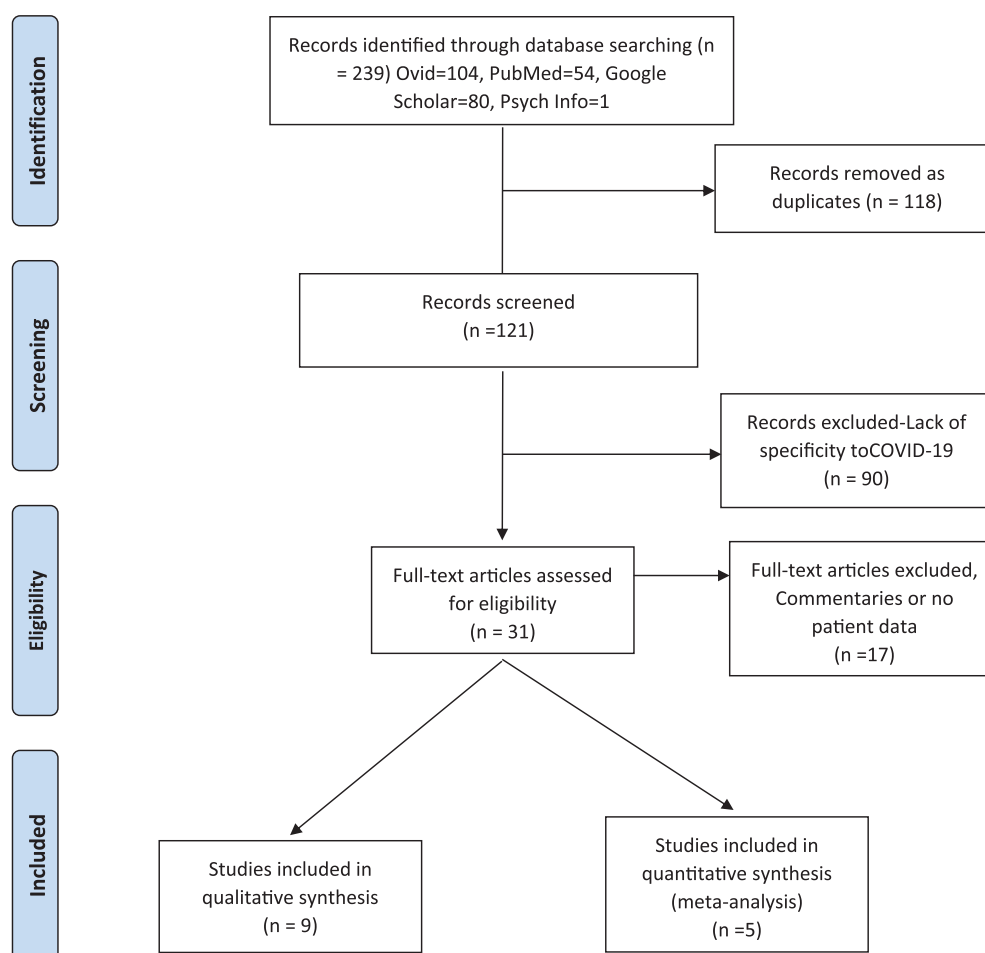 Identification
Records identified through database searching (n
= 239) Ovid=104, PubMed=54, Google
Scholar=80, Psych Info=1
Records removed as
duplicates (n = 118)
Screening
Records screened
(n =121)
Records excluded-Lack of
specificity toCOVID-19
(n = 90)
Eligibility
Full-text articles assessed
for eligibility
(n = 31)
Full-text articles excluded,
Commentaries or no
patient data
(n =17)
Included
Studies included in
qualitative synthesis
(n = 9)
Studies included in
quantitative synthesis
(meta-analysis)
(n =5)